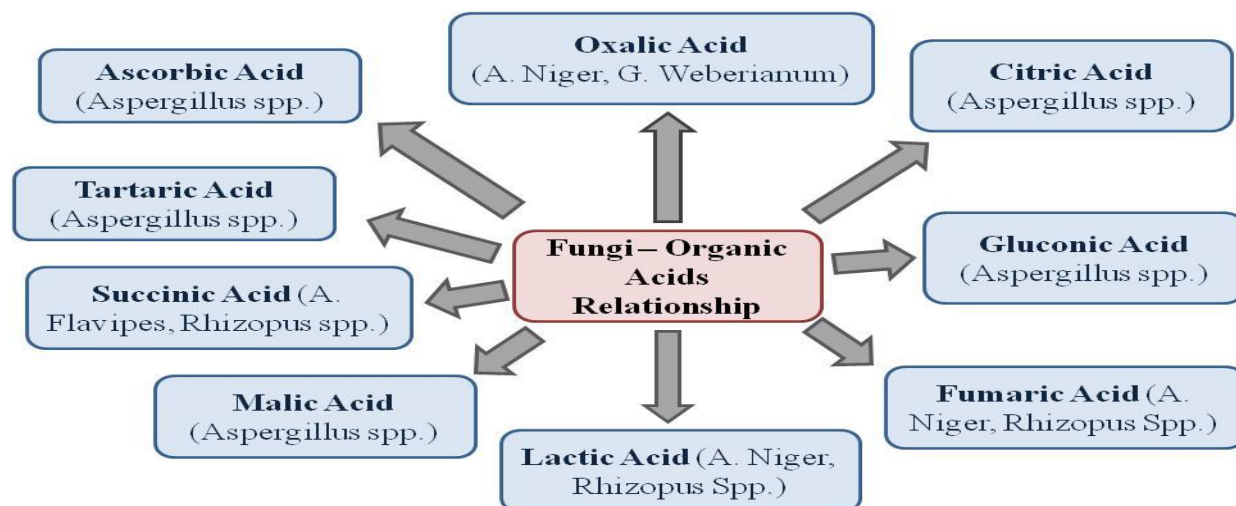 Oxalic Acid
(A. Niger, G. Weberianum)
Ascorbic Acid
(Aspergillus spp.)
Citric Acid
(Aspergillus spp.)
Tartaric Acid
(Aspergillus spp.)
Fungi – Organic
Acids
Relationship
Gluconic Acid
(Aspergillus spp.)
Succinic Acid (A.
Flavipes, Rhizopus spp.)
Malic Acid
(Aspergillus spp.)
Fumaric Acid (A.
Niger, Rhizopus Spp.)
Lactic Acid (A. Niger,
Rhizopus Spp.)